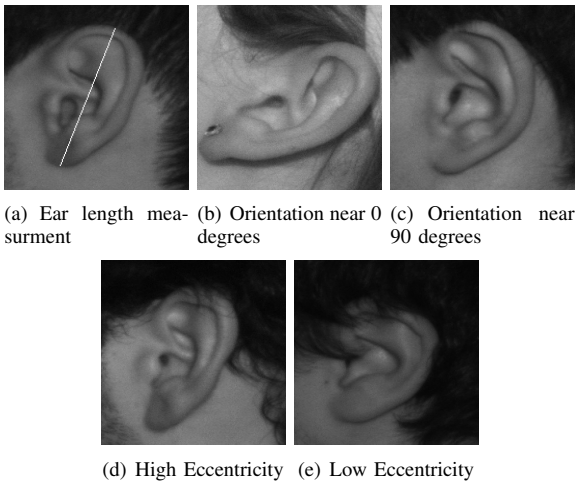 (a) Ear length mea-
surment
(b) Orientation near 0
degrees
(c) Orientation near
90 degrees
(d) High Eccentricity
(e) Low Eccentricity